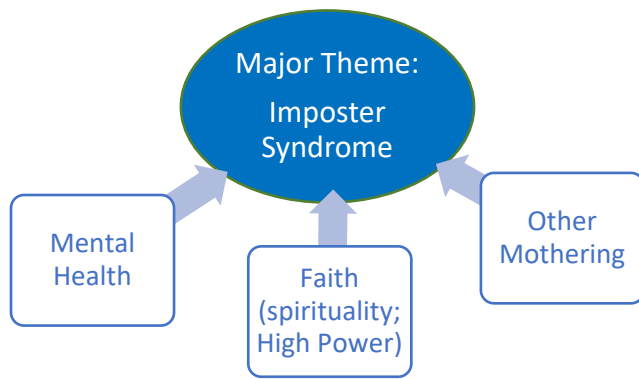 Major Theme:
Imposter
Syndrome
Mental
Health
Faith
(spirituality;
High Power)
Other
Mothering